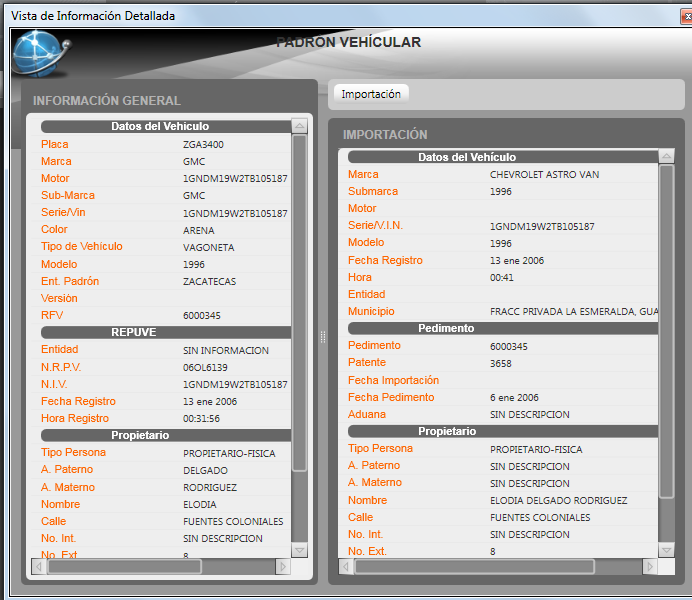 Vista de Información Detallada
PADRON VEHÍCULAR
INFORMACIÓN GENERAL
Datos del Vehiculo
Placa ZGA3400
Marca GMC
Motor 1GNDM19W2TB105187
Sub-Marca GMC
Serie/Vin 1GNDM19W2TB105187
Color ARENA
Tipo de Vehiculo VAGONETA
Modelo 1996
Ent. Padrón ZACATECAS
Versión
RFV 6000345
REPUVE
Entidad SIN INFORMACION
N.R.P.V. 06OL6139
N.I.V. 1GNDM19W2TB105187
Fecha Registro 13 ene 2006
Hora Registro 00:31:56
Propietario
Tipo Persona PROPIETARIO-FISICA
A. Paterno DELGADO
A. Materno RODRIGUEZ
Nombre ELODIA
Calle FUENTES COLONIALES
No. Int. SIN DESCRIPCION
No. Ext. 8
Importación
IMPORTACIÓN
Datos del Vehículo
Marca CHEVROLET ASTRO VAN
Submarca 1996
Motor
Serie/V.I.N. 1GNDM19W2TB105187
Modelo 1996
Fecha Registro 13 ene 2006
Hora 00:41
Entidad
Municipio FRACC PRIVADA LA ESMERALDA, GUA
Pedimento
Pedimento 6000345
Patente 3658
Fecha Importación
Fecha Pedimento 6 ene 2006
Aduana SIN DESCRIPCION
Propietario
Tipo Persona PROPIETARIO-FISICA
A. Paterno SIN DESCRIPCION
A. Materno SIN DESCRIPCION
Nombre ELODIA DELGADO RODRIGUEZ
Calle FUENTES COLONIALES
No. Int. SIN DESCRIPCION
No. Ext. 8